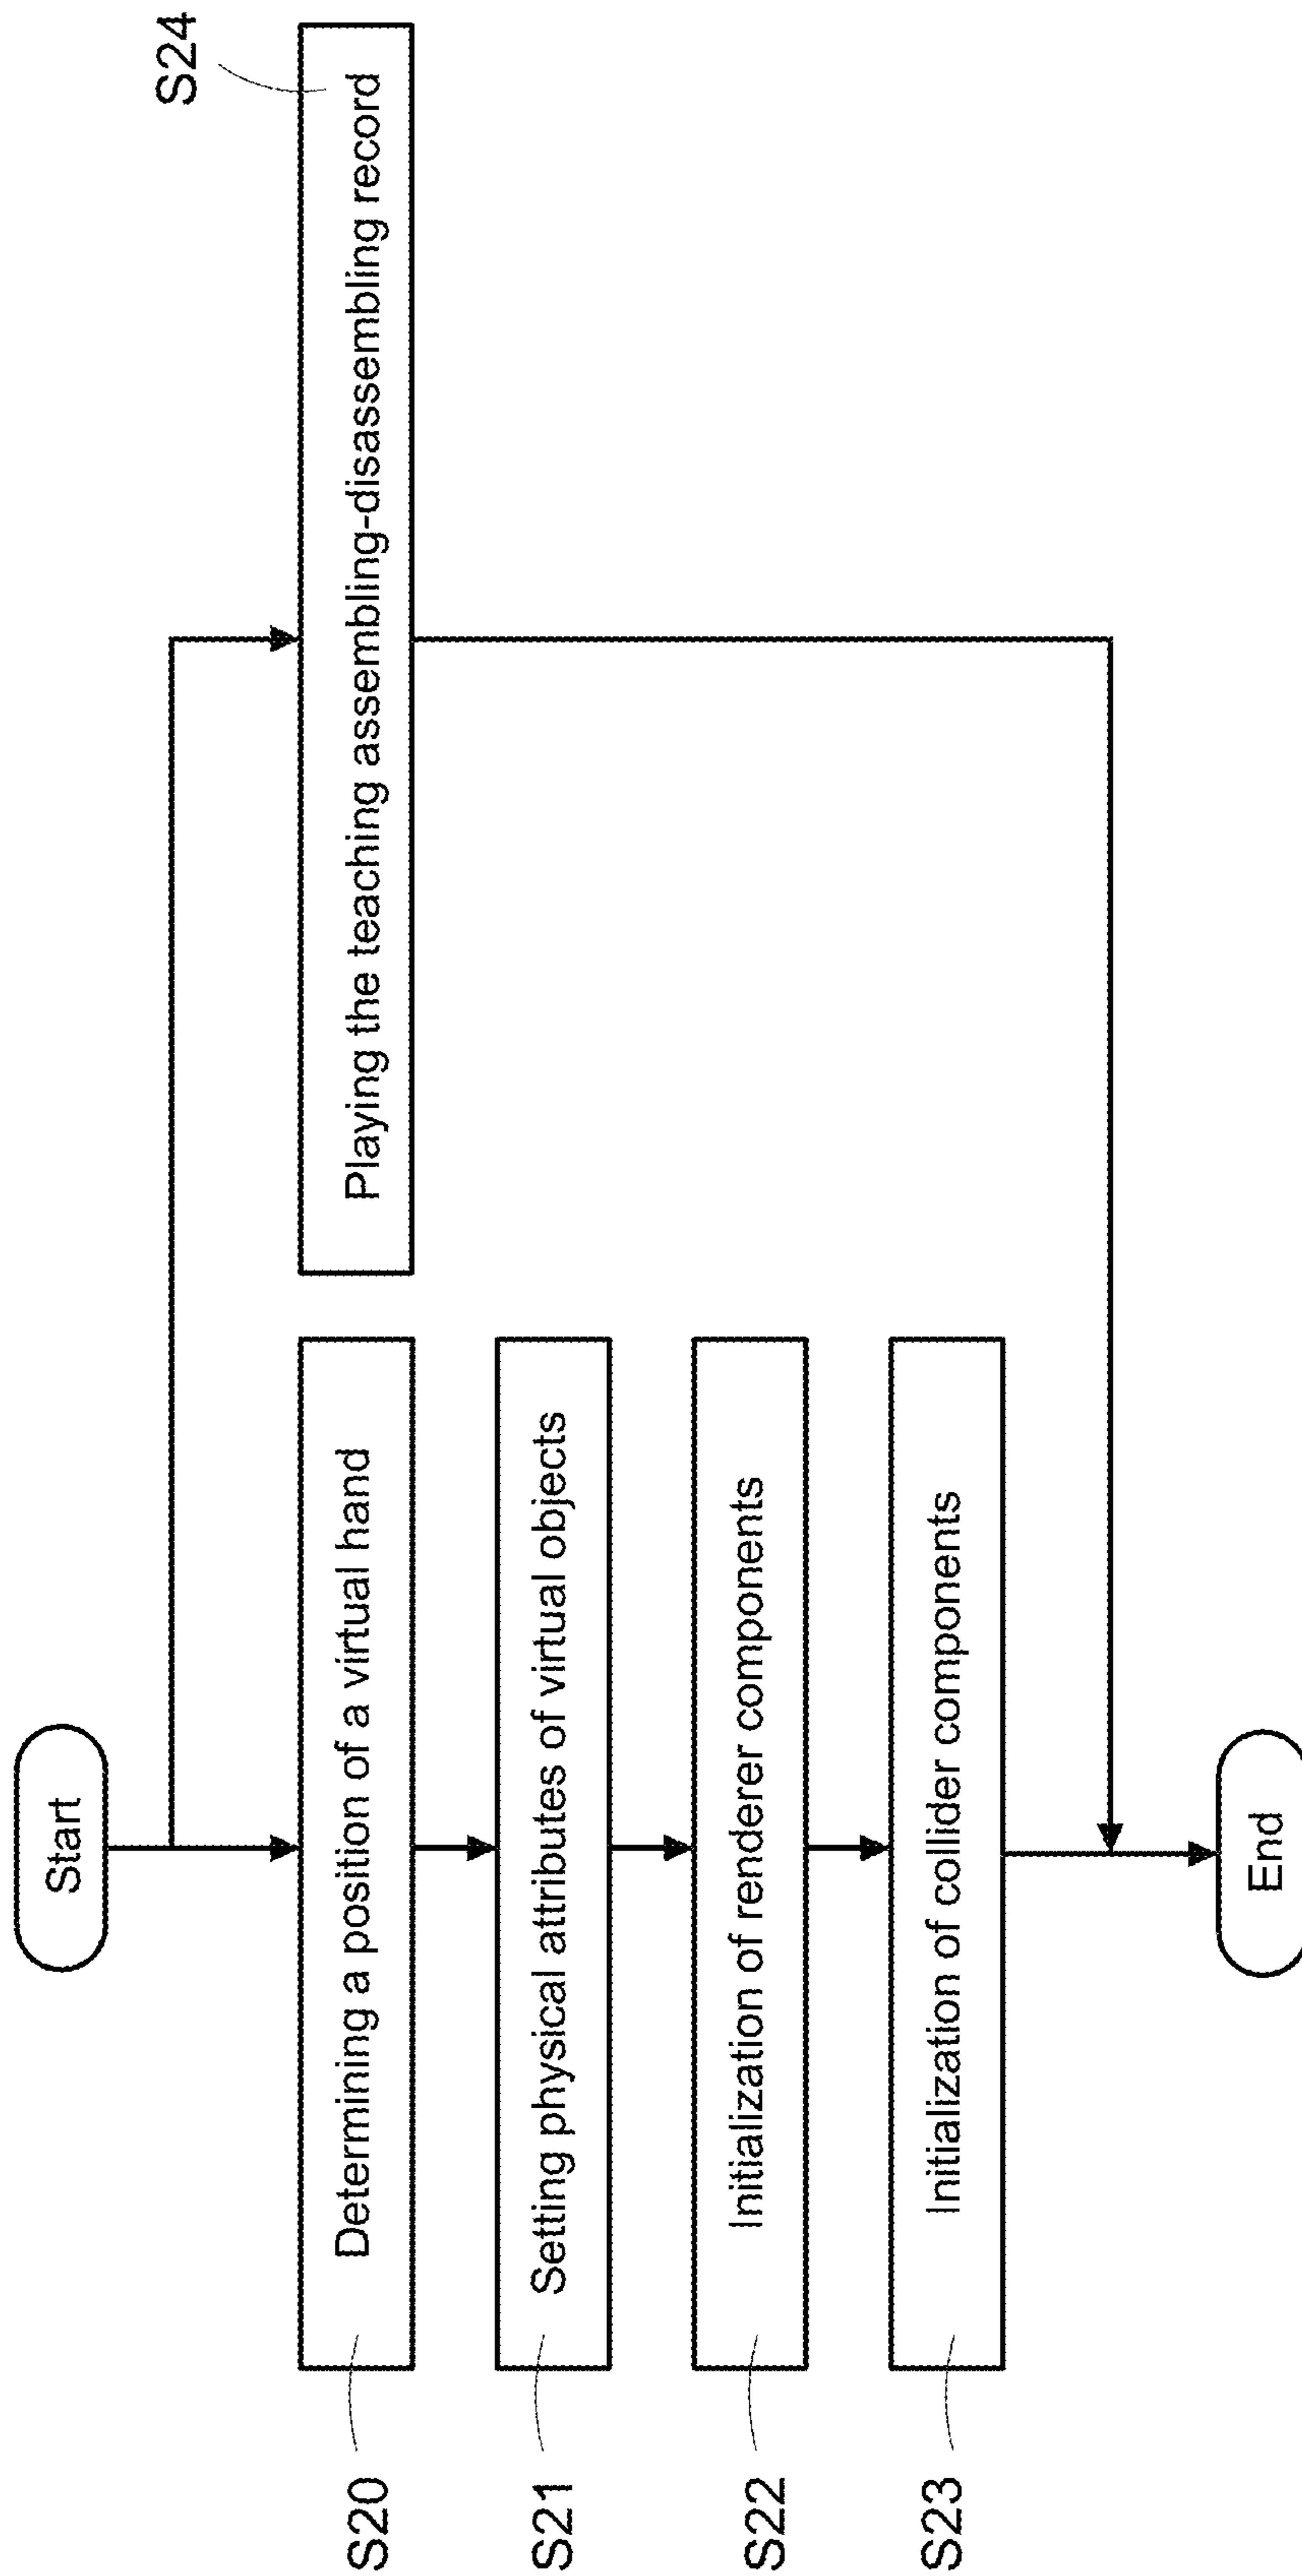 Start
S20
Determining a position of a virtual hand
S24
Playing the teaching assembling-disassembling record
S21
Setting physical attributes of virtual objects
S22
Initialization of renderer components
S23
Initialization of collider components
End